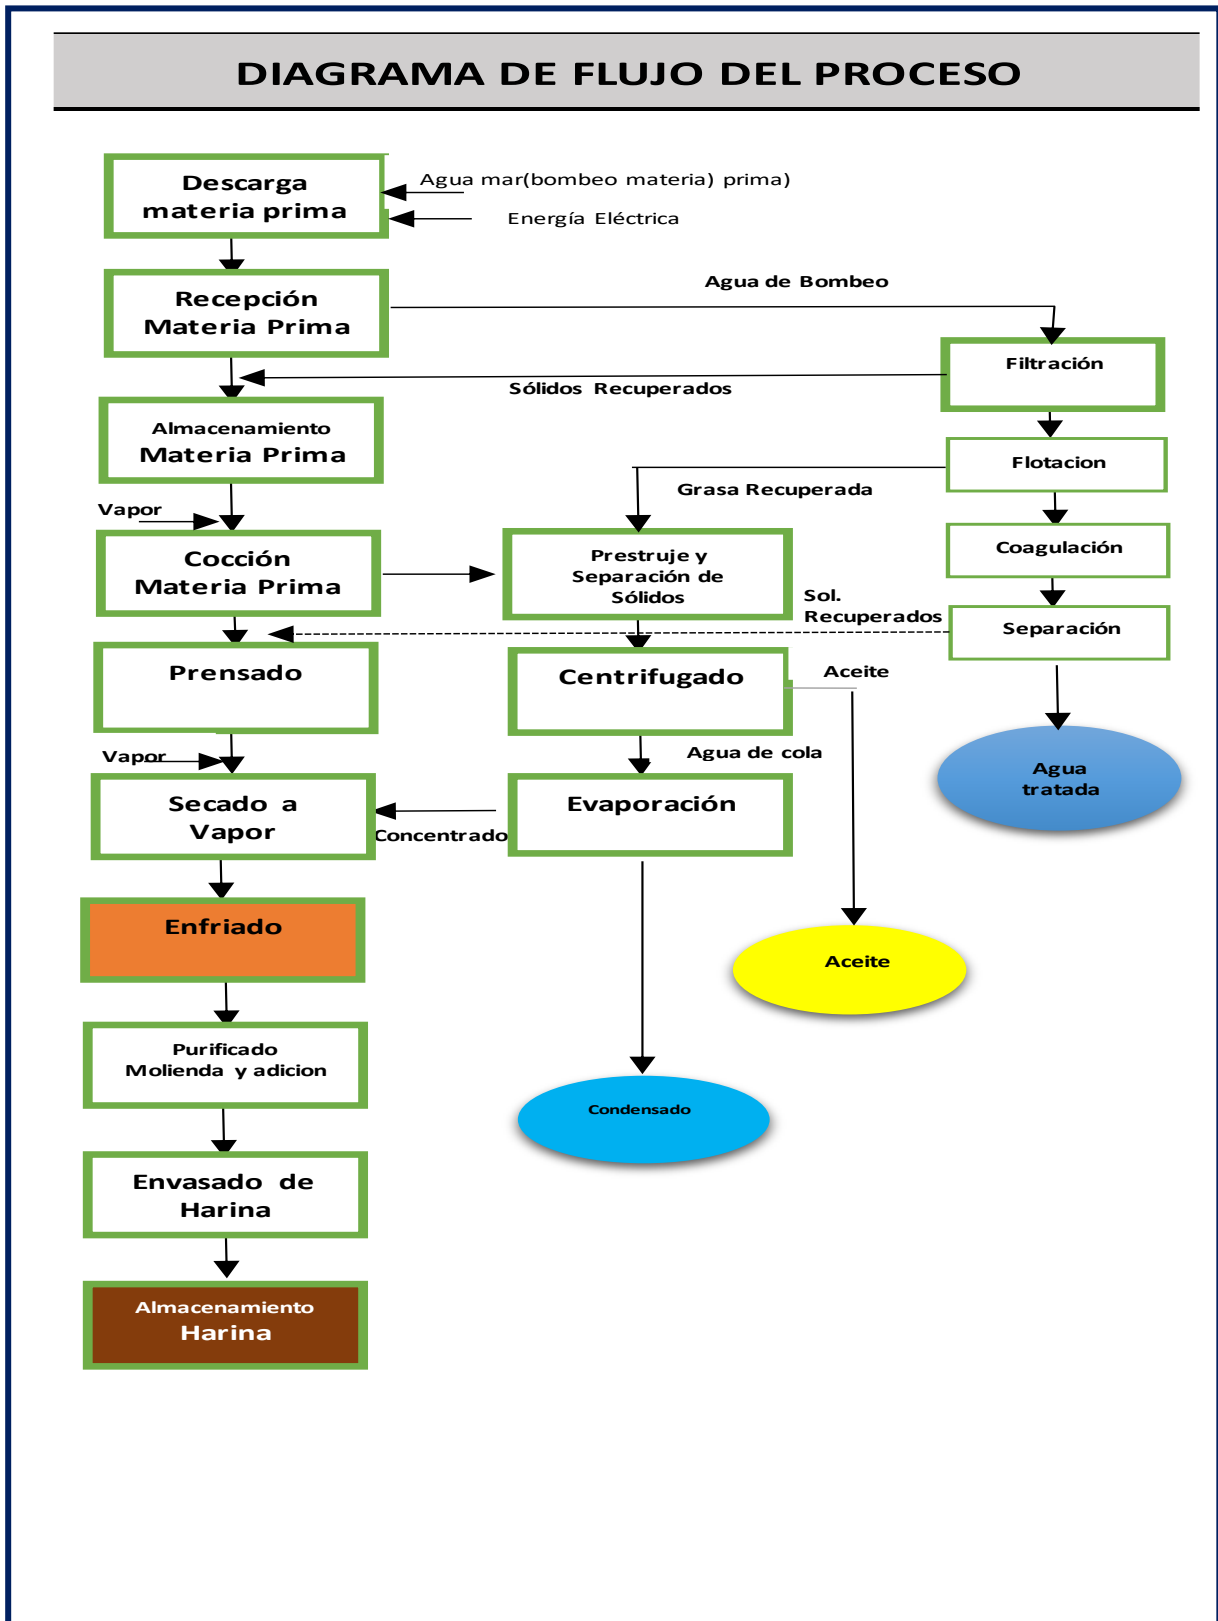 DIAGRAMA DE FLUJO DEL PROCESO
Descarga
materia prima
Agua mar(bombeo materia) prima)
Energía Eléctrica
Recepción
Materia Prima
Agua de Bombeo
Filtración
Sólidos Recuperados
Almacenamiento
Materia Prima
Flotacion
Grasa Recuperada
Vapor
Cocción
Materia Prima
Prestruje y
Separación de
Sólidos
Coagulación
Sol.
Recuperados
Separación
Prensado
Centrifugado
Aceite
Vapor
Agua de cola
Agua
tratada
Secado a
Vapor
Concentrado
Evaporación
Enfriado
Aceite
Purificado
Molienda y adicion
Condensado
Envasado de
Harina
Almacenamiento
Harina